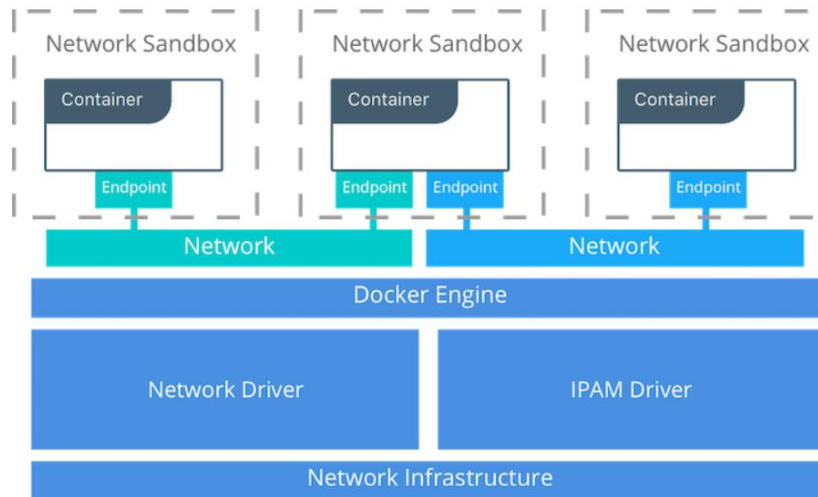 Network Sandbox
Network Sandbox
Network Sandbox
Container
Container
Container
Endpoint
Endpoint
Endpoint
Endpoint
Network
Network
Docker Engine
Network Driver
IPAM Driver
Network Infrastructure